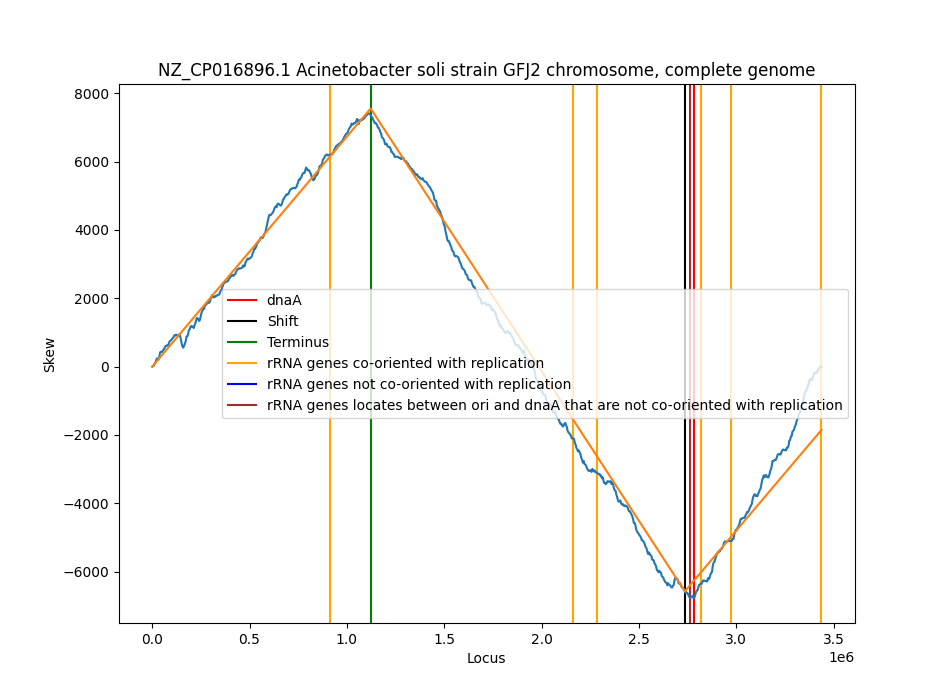 NZ_CP016896.1 Acinetobacter soli strain GFJ2 chromosome, complete genome
8000
6000
4000
2000
0
−2000
−4000
−6000
Skew
dnaA
Shift
Terminus
rRNA genes co-oriented with replication
rRNA genes not co-oriented with replication
rRNA genes locates between ori and dnaA that are not co-oriented with replication
0.0 0.5 1.0 1.5 2.0 2.5 3.0 3.5
Locus
1e6